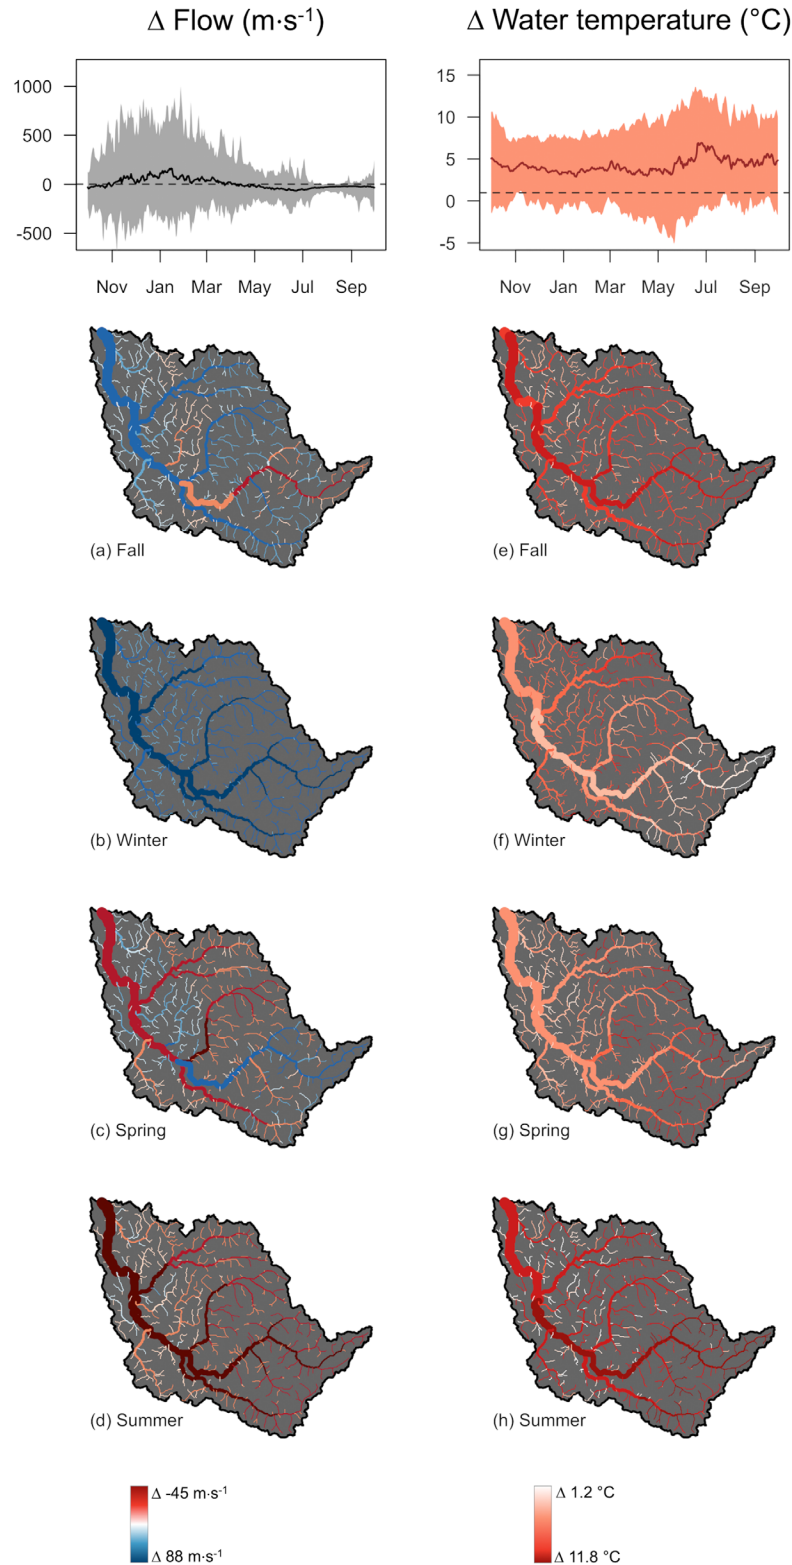 Δ Flow (m·s⁻¹)
Δ Water temperature (°C)
1000
500
0
-500
Nov Jan Mar May Jul Sep
15
10
5
0
-5
Nov Jan Mar May Jul Sep
(a) Fall
(e) Fall
(b) Winter
(f) Winter
(c) Spring
(g) Spring
(d) Summer
(h) Summer
Δ -45 m·s⁻¹
Δ 88 m·s⁻¹
Δ 1.2 °C
Δ 11.8 °C